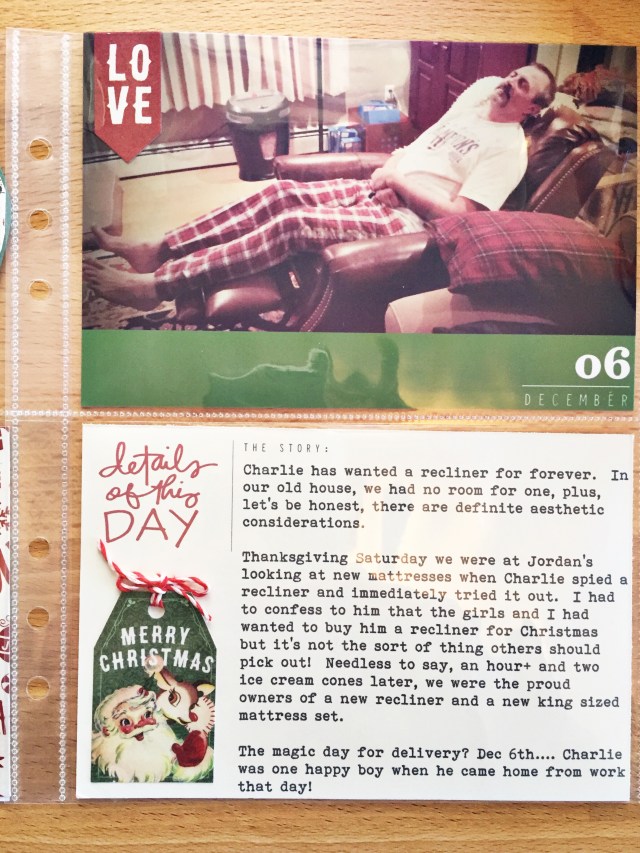 LO
VE
06
DECEMBER
details
of this
DAY
MERRY
CHRISTMAS
THE STORY:
Charlie has wanted a recliner for forever.  In
our old house, we had no room for one, plus,
let's be honest, there are definite aesthetic
considerations.
Thanksgiving Saturday we were at Jordan's
looking at new mattresses when Charlie spied a
recliner and immediately tried it out.  I had
to confess to him that the girls and I had
wanted to buy him a recliner for Christmas
but it's not the sort of thing others should
pick out!  Needless to say, an hour+ and two
ice cream cones later, we were the proud
owners of a new recliner and a new king sized
mattress set.
The magic day for delivery? Dec 6th.... Charlie
was one happy boy when he came home from work
that day!